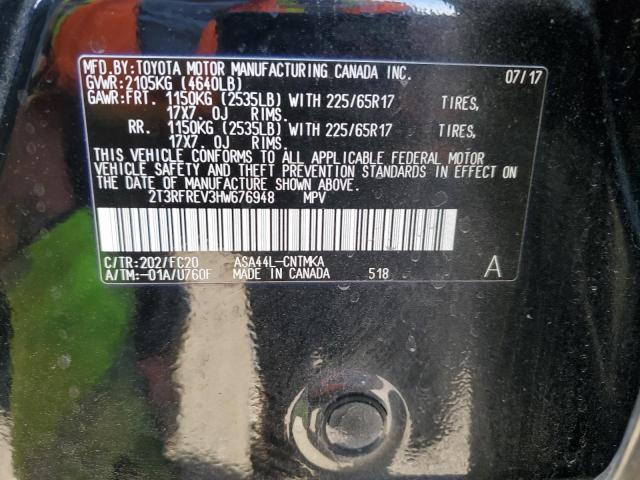 MFD.BY:TOYOTA MOTOR MANUFACTURING CANADA INC. 07/17
GVWR:2105KG (4640LB)
GAWR:FRT. 1150KG (2535LB) WITH 225/65R17 TIRES,
17X7.0J RIMS.
RR. 1150KG (2535LB) WITH 225/65R17 TIRES,
17X7.0J RIMS.
THIS VEHICLE CONFORMS TO ALL APPLICABLE FEDERAL MOTOR
VEHICLE SAFETY AND THEFT PREVENTION STANDARDS IN EFFECT ON
THE DATE OF MANUFACTURE SHOWN ABOVE.
2T3RFREV3HW676948 MPV
C/TR:202/FC20 ASA44L-CNTMKA
A/TM:-01A/U760F MADE IN CANADA 518 A